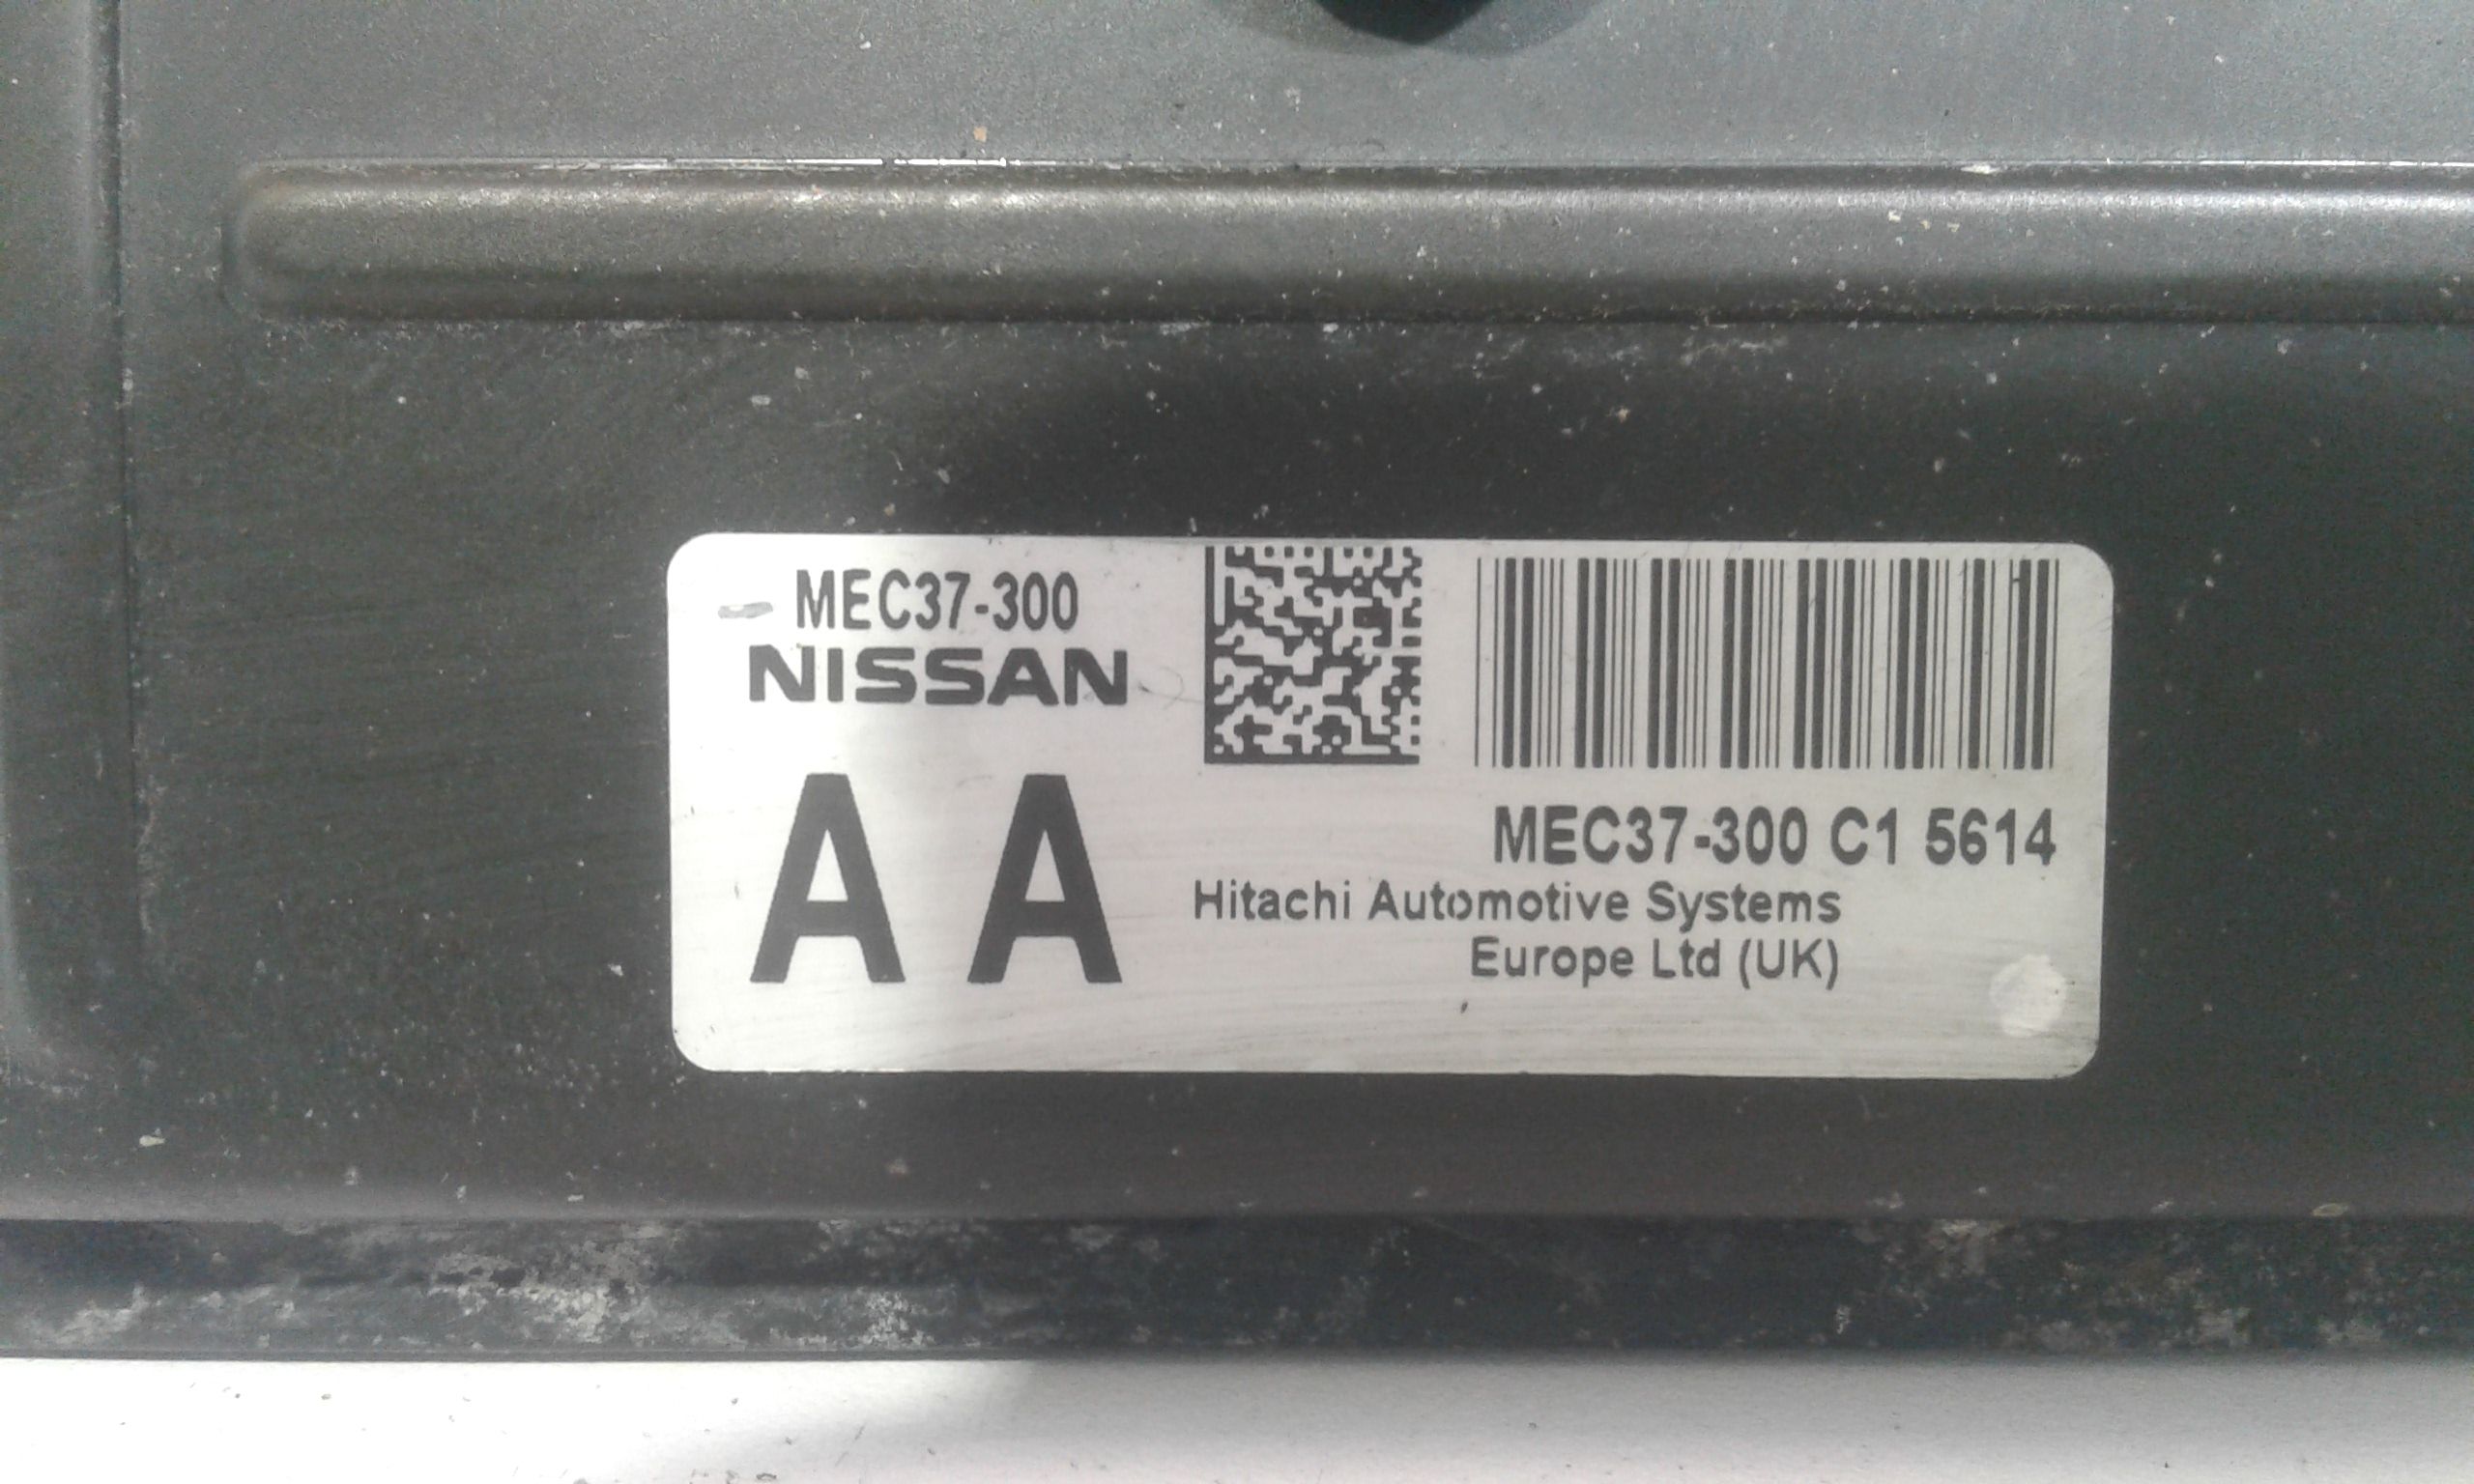 MEC37-300
NISSAN
AA
MEC37-300 C1 5614
Hitachi Automotive Systems
Europe Ltd (UK)